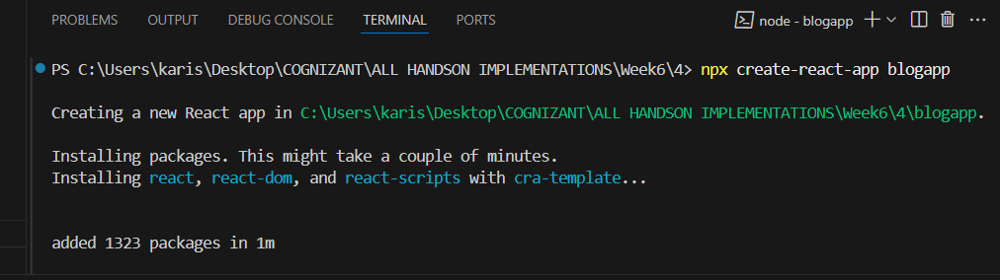 PROBLEMS OUTPUT DEBUG CONSOLE TERMINAL PORTS node - blogapp
PS C:\Users\karis\Desktop\COGNIZANT\ALL HANDSON IMPLEMENTATIONS\Week6\4> npx create-react-app blogapp
Creating a new React app in C:\Users\karis\Desktop\COGNIZANT\ALL HANDSON IMPLEMENTATIONS\Week6\4\blogapp.
Installing packages. This might take a couple of minutes.
Installing react, react-dom, and react-scripts with cra-template...
added 1323 packages in 1m